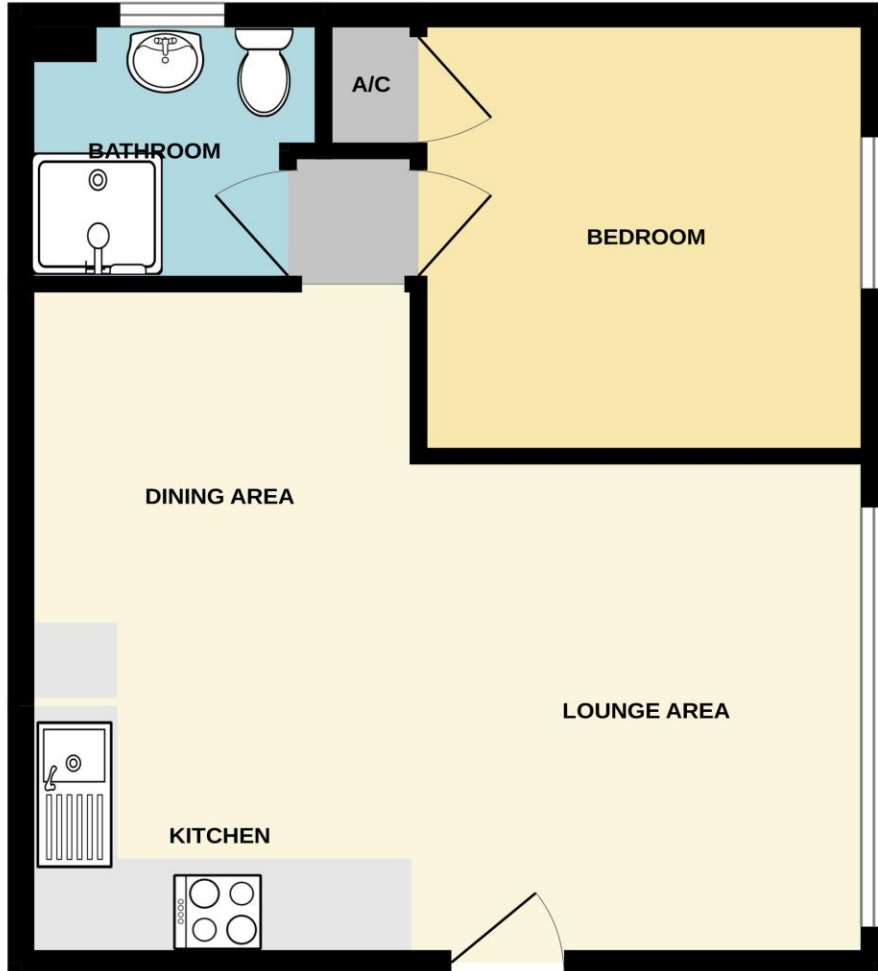 A/C
BATHROOM
BEDROOM
DINING AREA
LOUNGE AREA
KITCHEN